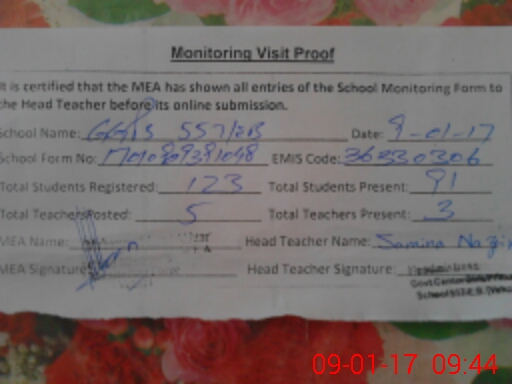 Monitoring Visit Proof
It is certified that the MEA has shown all entries of the School Monitoring Form to
the Head Teacher before its online submission.
School Name: GGPS 557/EB Date: 9-01-17
School Form No: EMIS Code: 36330306
Total Students Registered: 123 Total Students Present: 91
Total Teachers Posted: 5 Total Teachers Present: 3
MEA Name: Head Teacher Name: Samina Nazir
MEA Signature Head Teacher Signature: Headmistress
09-01-17 09:44